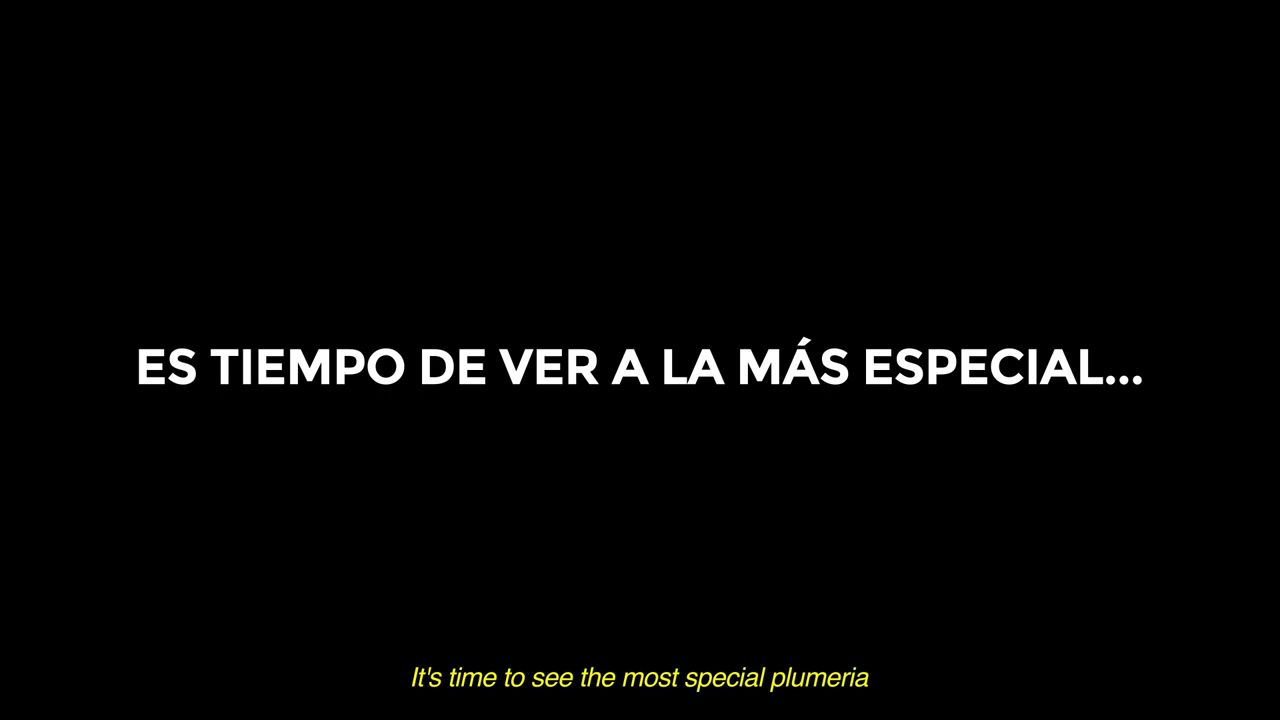 ES TIEMPO DE VER A LA MÁS ESPECIAL...
It's time to see the most special plumeria